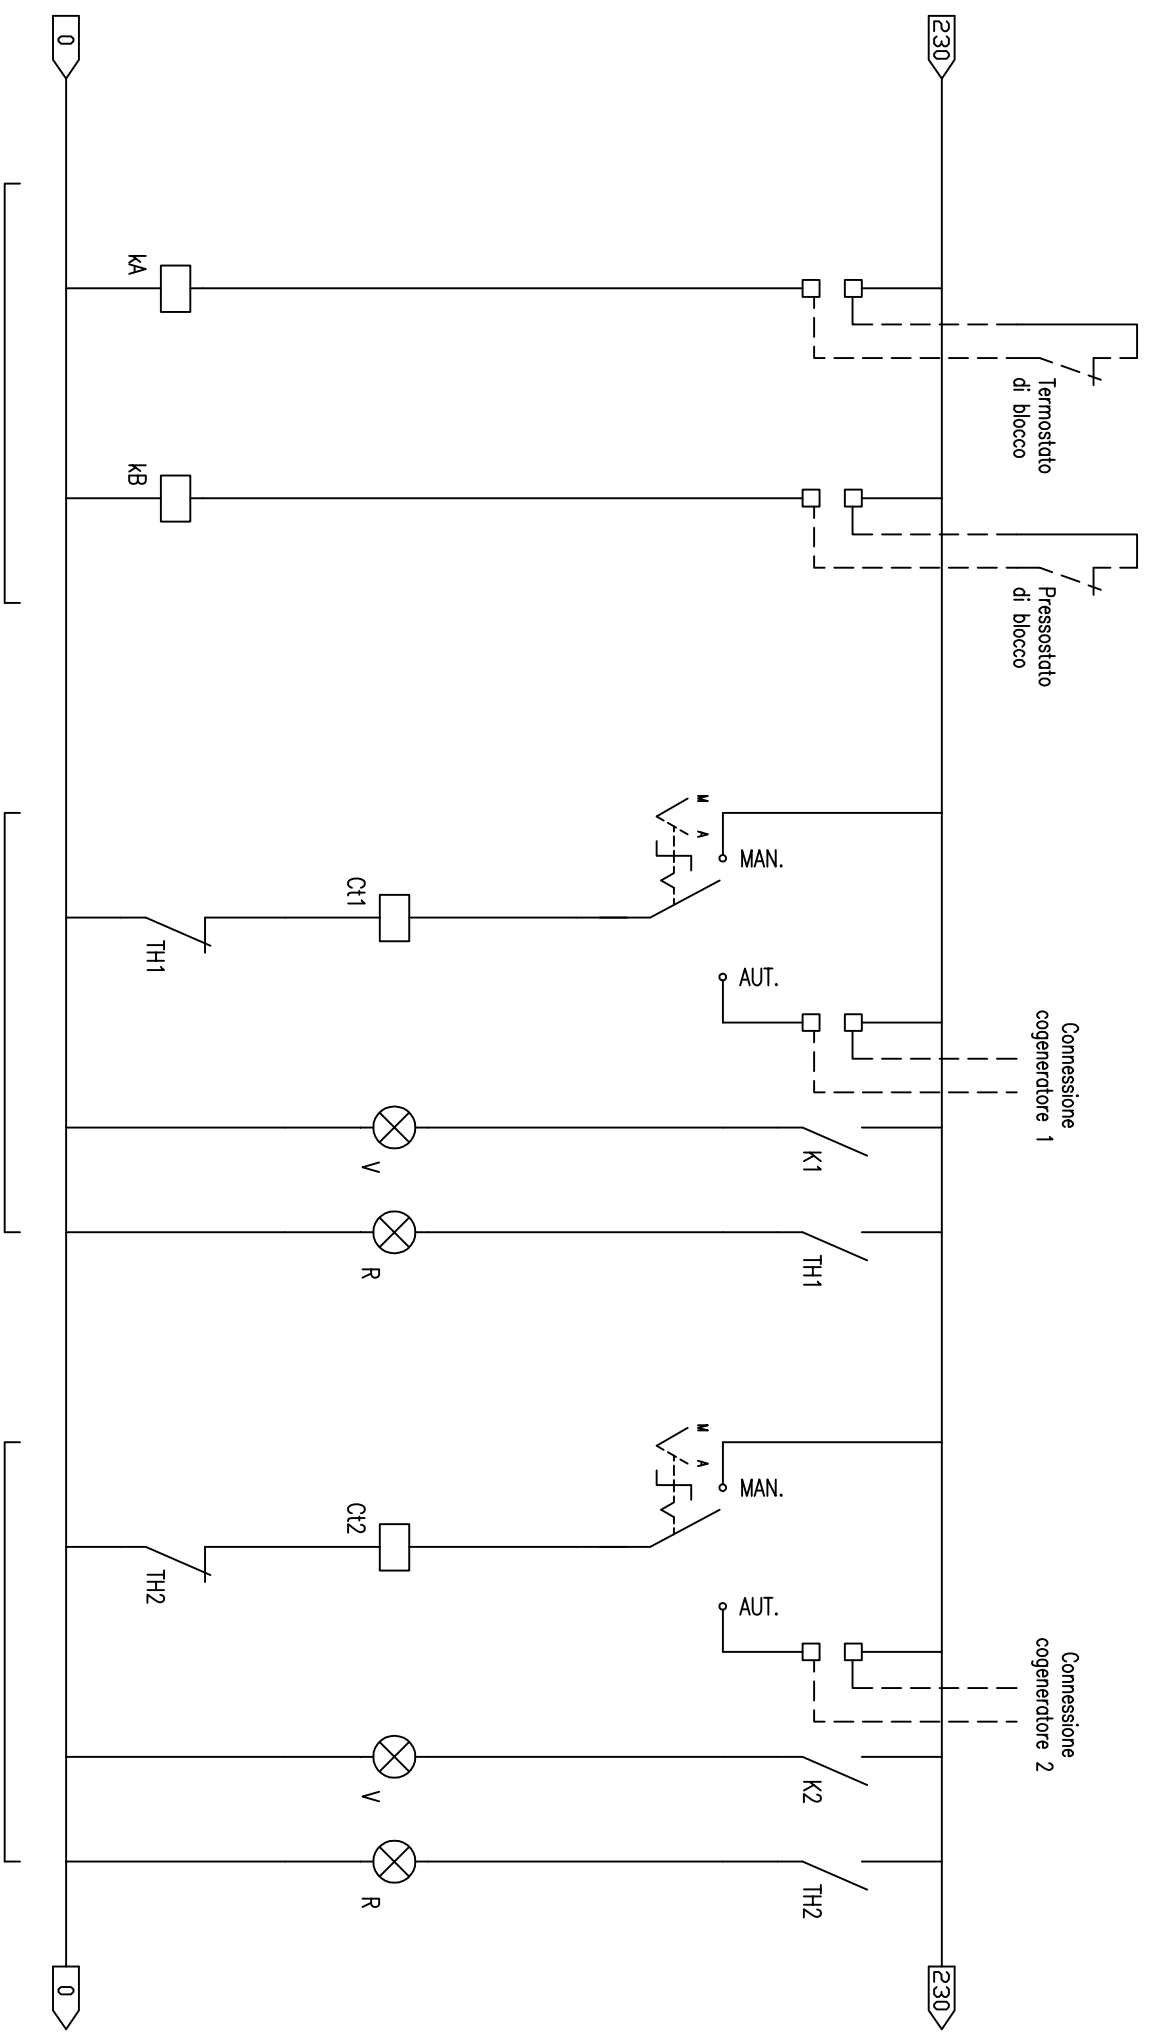 230
0
Termostato
di blocco
kA
Pressostato
di blocco
kB
M
A
MAN.
Ct1
TH1
AUT.
Connessione
cogeneratore 1
K1
V
TH1
R
M
A
MAN.
Ct2
TH2
AUT.
Connessione
cogeneratore 2
K2
V
TH2
R
230
0